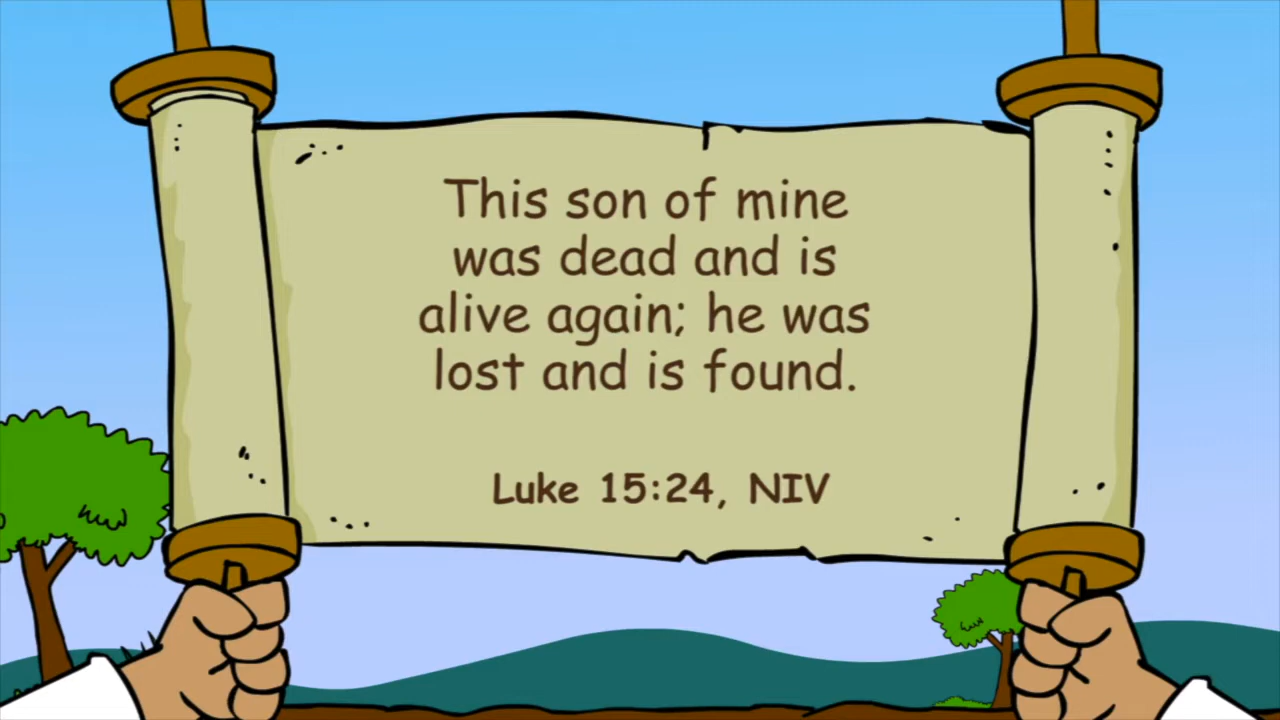 This son of mine
was dead and is
alive again; he was
lost and is found.
Luke 15:24, NIV